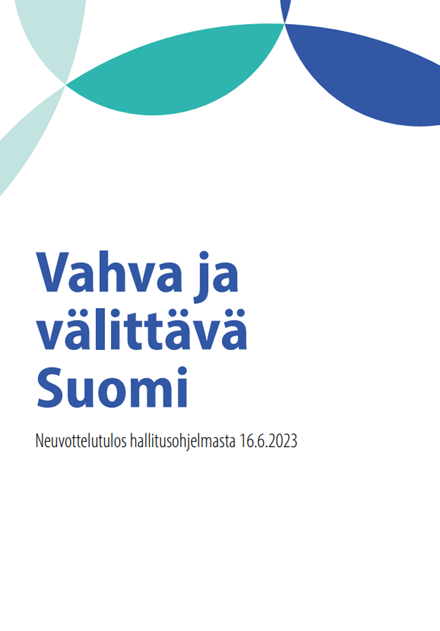 Vahva ja
välittävä
Suomi
Neuvottelutulos hallitusohjelmasta 16.6.2023